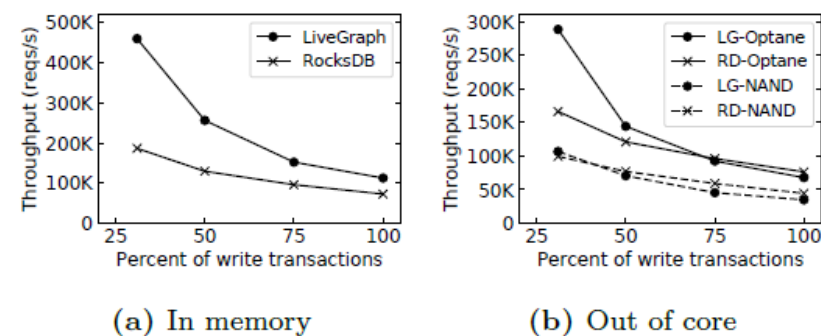 500K
400K
300K
200K
100K
0
Throughput (reqs/s)
LiveGraph
RocksDB
25 50 75 100
Percent of write transactions
(a) In memory
300K
250K
200K
150K
100K
50K
0
Throughput (reqs/s)
LG-Optane
RD-Optane
LG-NAND
RD-NAND
25 50 75 100
Percent of write transactions
(b) Out of core